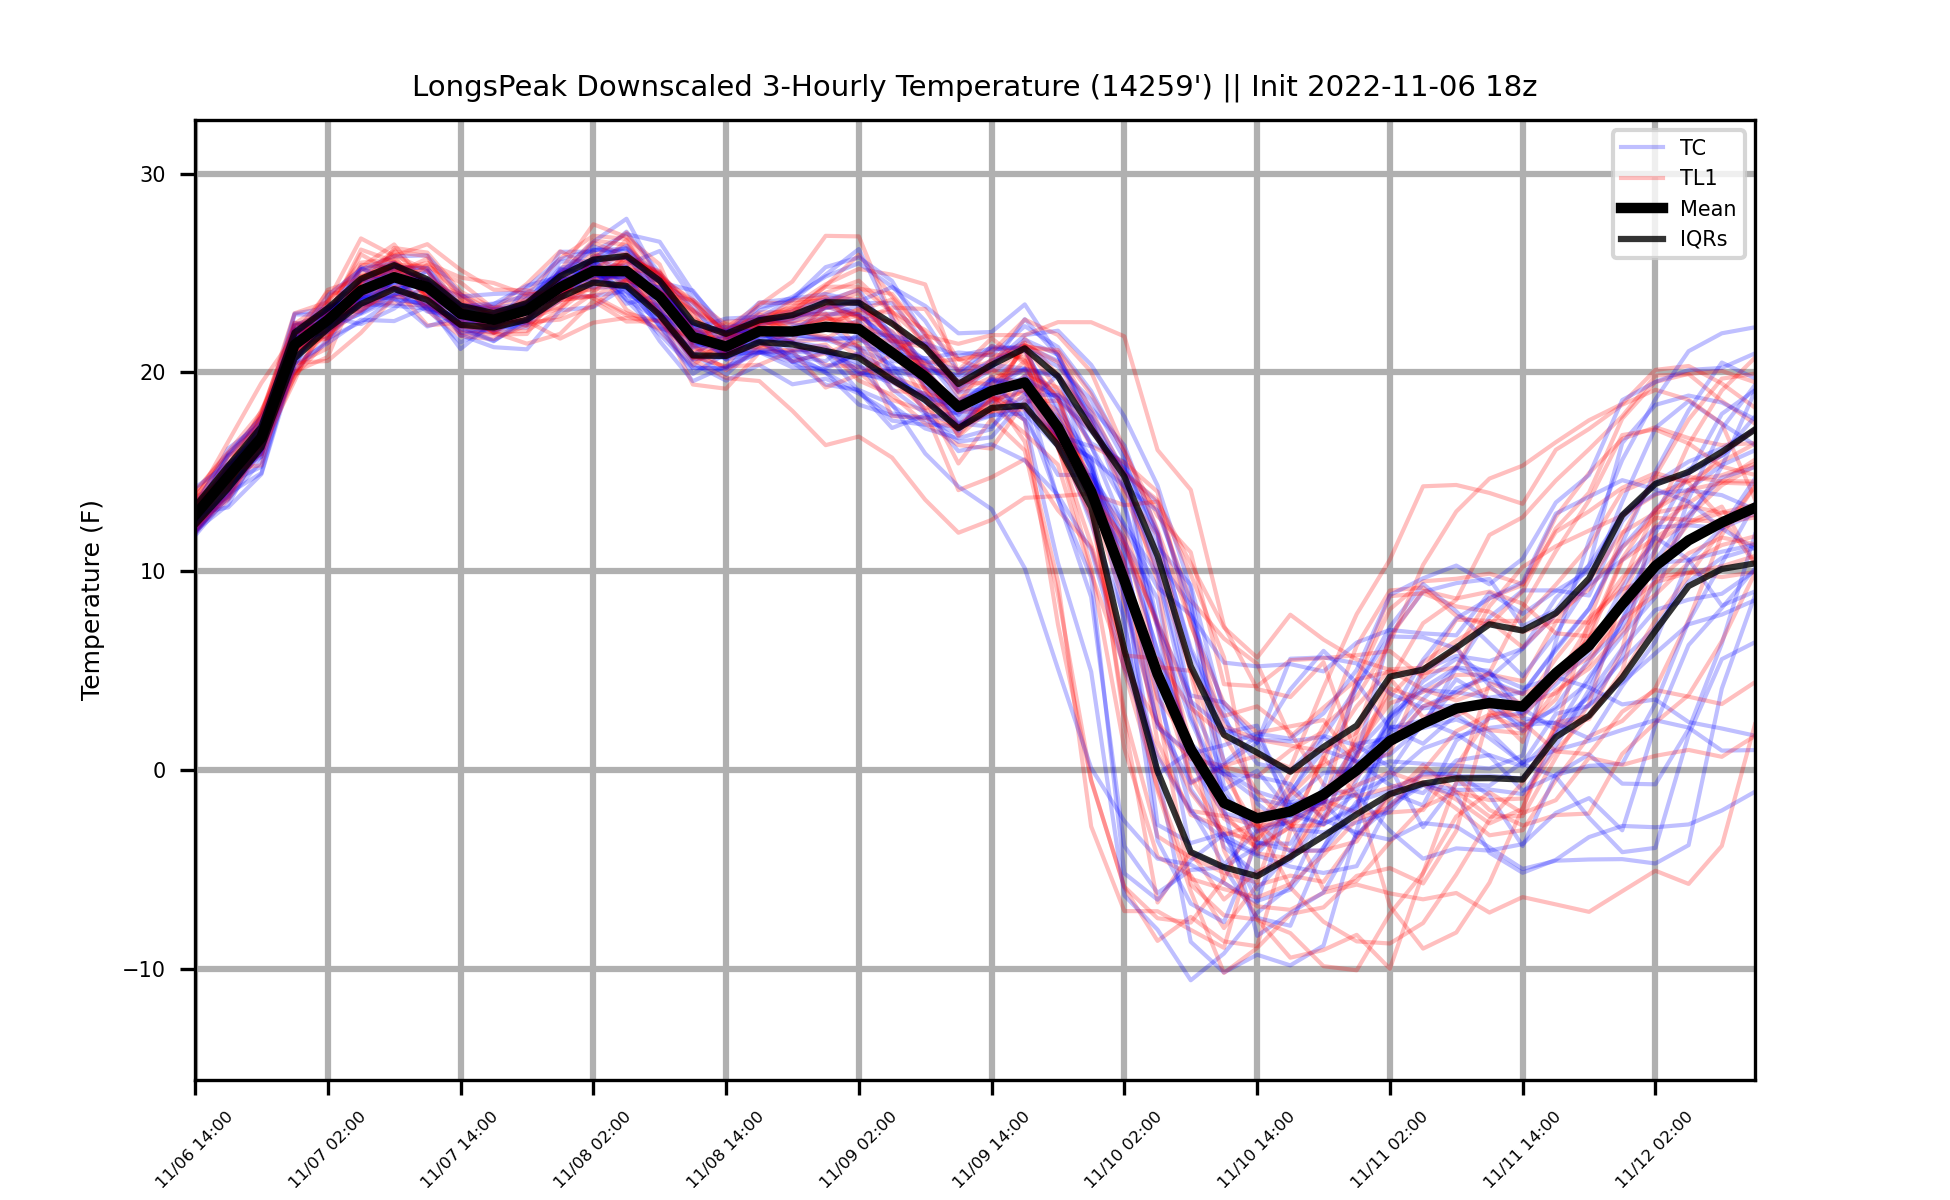 LongsPeak Downscaled 3-Hourly Temperature (14259') || Init 2022-11-06 18z
TC
TL1
Mean
IQRs
Temperature (F)
30
20
10
0
−10
11/06 14:00
11/07 02:00
11/07 14:00
11/08 02:00
11/08 14:00
11/09 02:00
11/09 14:00
11/10 02:00
11/10 14:00
11/11 02:00
11/11 14:00
11/12 02:00